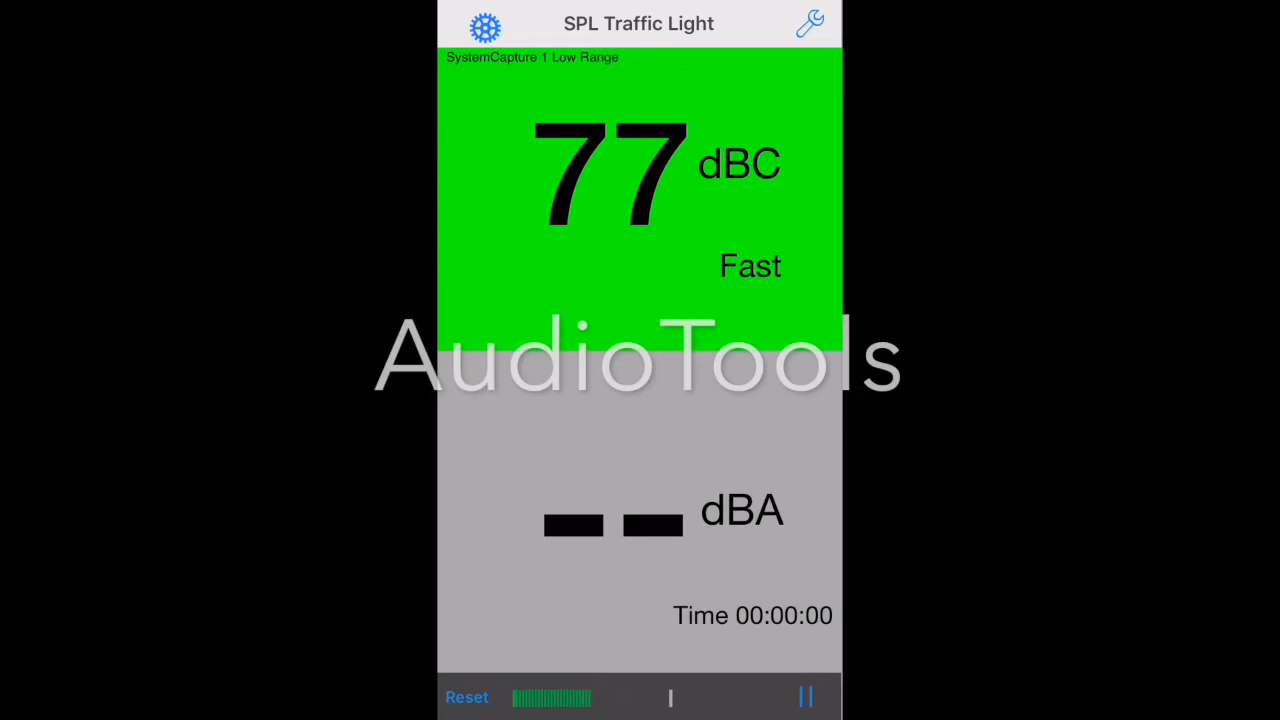 SPL Traffic Light
SystemCapture 1 Low Range
77 dBC
Fast
AudioTools
-- dBA
Time 00:00:00
Reset